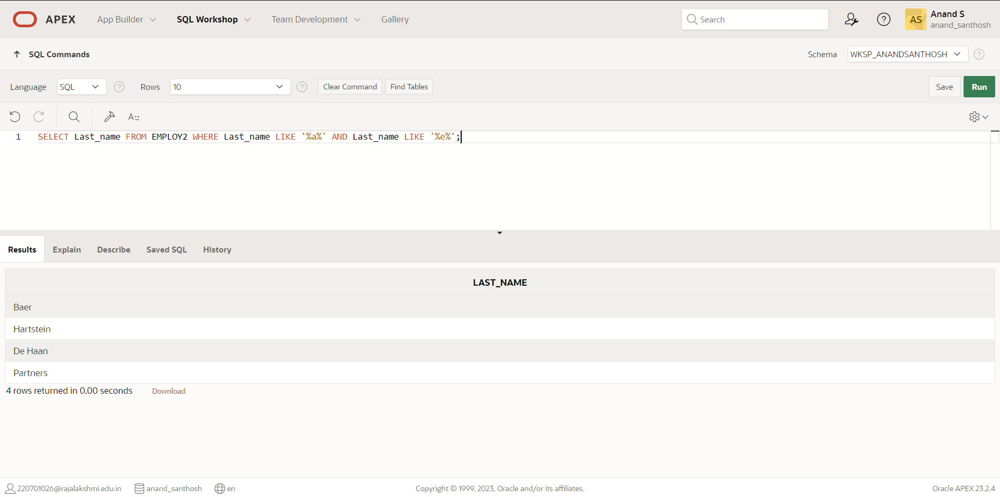 APEX App Builder SQL Workshop Team Development Gallery Search AS Anand S
anand_santhosh
SQL Commands Schema WKSP_ANANDSANTHOSH ?
Language SQL ? Rows 10 ? Clear Command Find Tables Save Run
A::
1 SELECT Last_name FROM EMPLOY2 WHERE Last_name LIKE '%a%' AND Last_name LIKE '%e%';
Results Explain Describe Saved SQL History
LAST_NAME
Baer
Hartstein
De Haan
Partners
4 rows returned in 0.00 seconds Download
220701026@rajalakshmi.edu.in anand_santhosh en Copyright © 1999, 2023, Oracle and/or its affiliates. Oracle APEX 23.2.4